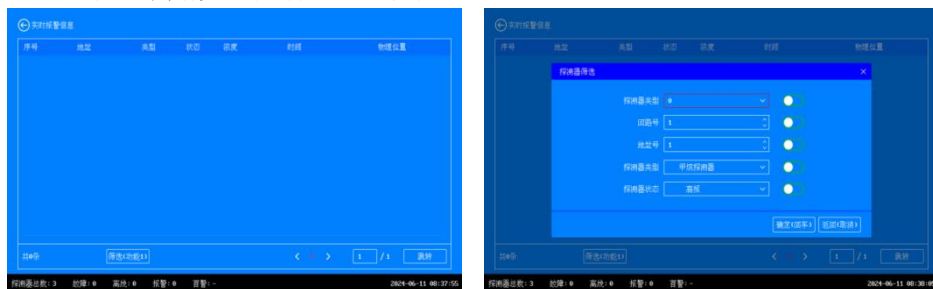 实时报警信息
序号 地址 类型 状态 浓度 时间 物理位置
共0条 筛选(功能1) < > 1 / 1 跳转
探测器总数: 3 故障: 0 高报: 0 报警: 0 首警: - 2024-06-11 08:37:55
实时报警信息
序号 地址 类型 状态 浓度 时间 物理位置
探测器筛选 ×
探测器类型 0
回路号 1
地址号 1
探测器类型 甲烷探测器
探测器状态 高报
确定(回车) 返回(取消)
共0条 筛选(功能1) < > 1 / 1 跳转
探测器总数: 3 故障: 0 高报: 0 报警: 0 首警: - 2024-06-11 08:38:0